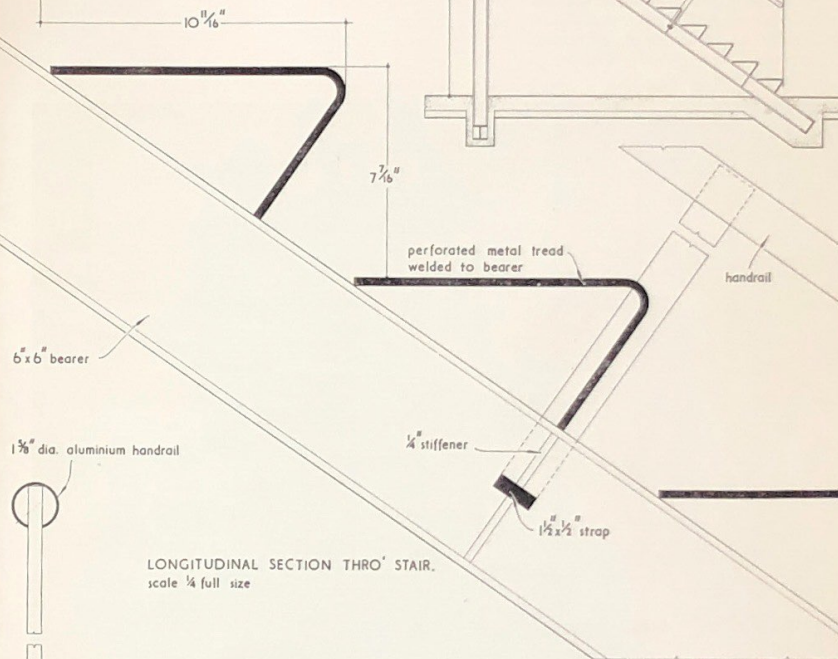 10 11/16"
7 7/16"
perforated metal tread
welded to bearer
handrail
6"x6" bearer
1/4" stiffener
1 5/8" dia. aluminium handrail
1 1/2"x 1/2" strap
LONGITUDINAL SECTION THRO' STAIR.
scale 1/4 full size